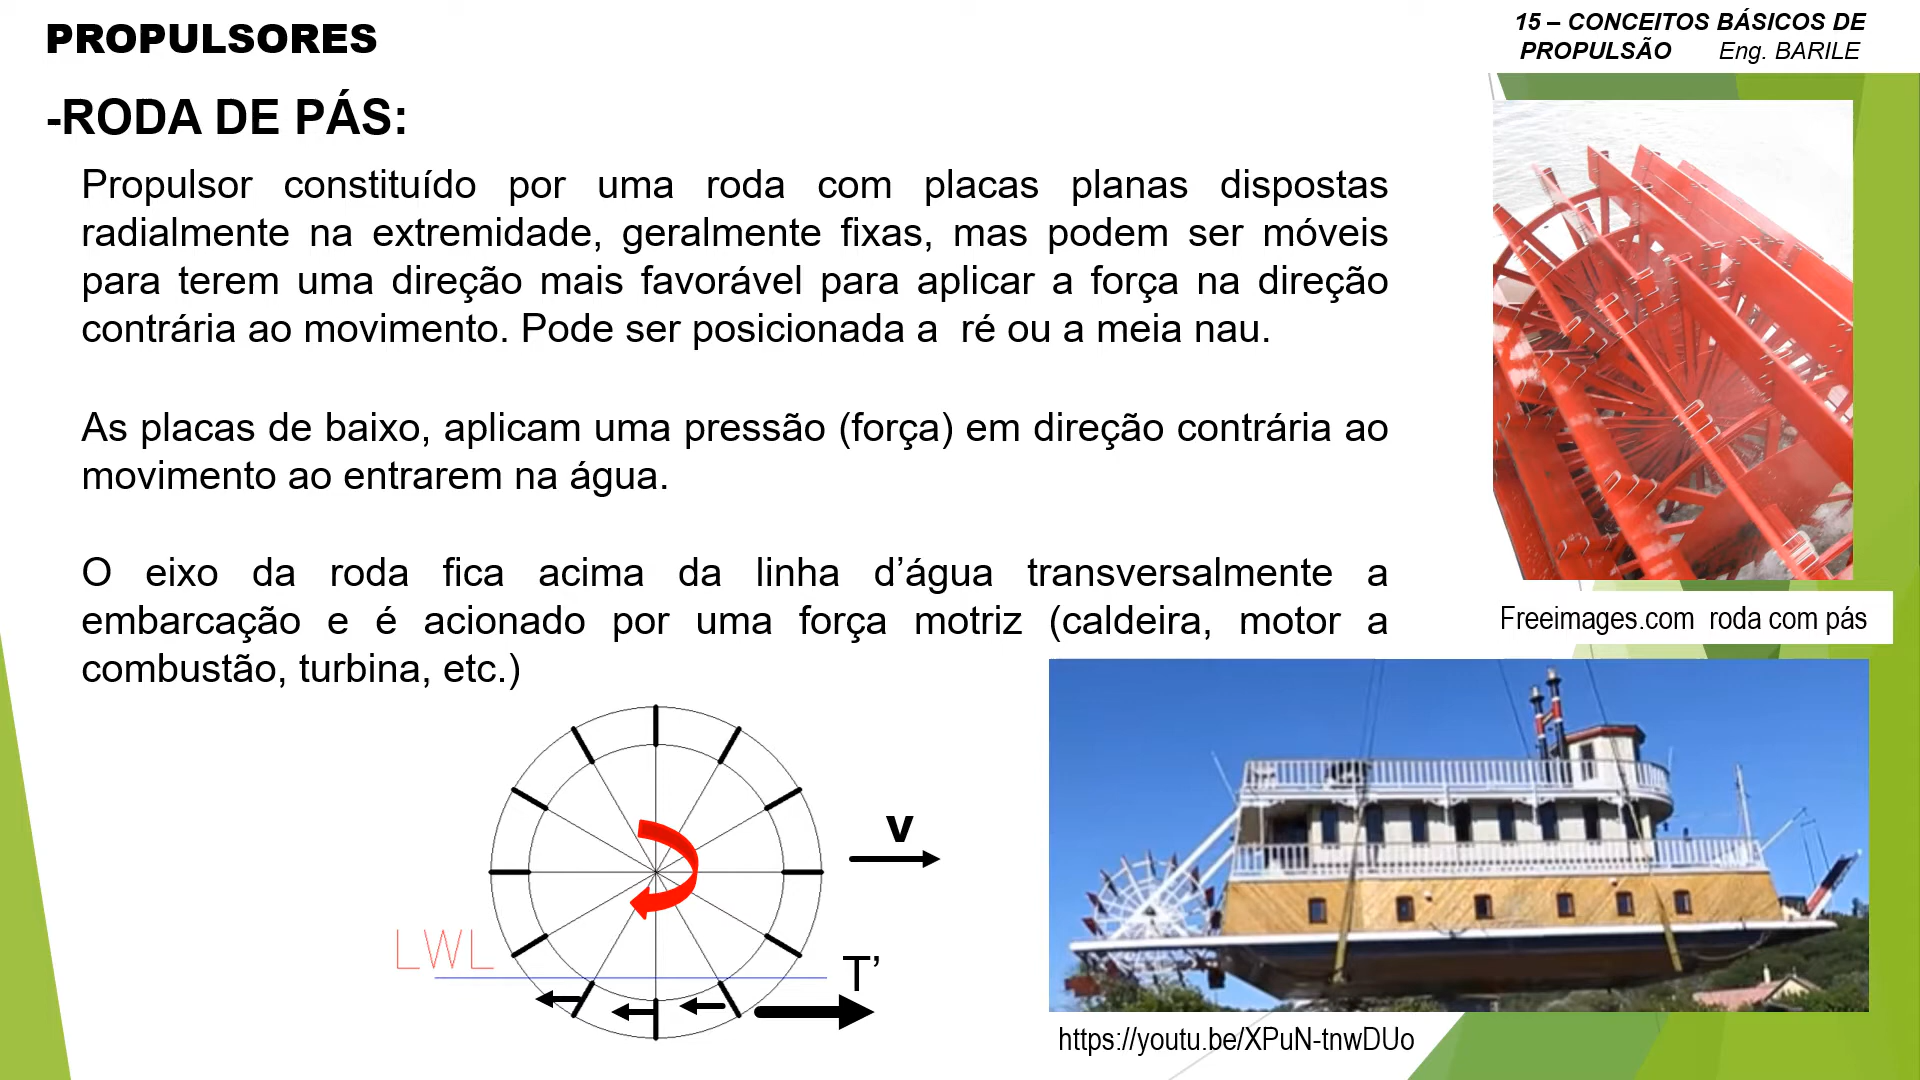 PROPULSORES
15 – CONCEITOS BÁSICOS DE
PROPULSÃO Eng. BARILE
-RODA DE PÁS:
Propulsor constituído por uma roda com placas planas dispostas
radialmente na extremidade, geralmente fixas, mas podem ser móveis
para terem uma direção mais favorável para aplicar a força na direção
contrária ao movimento. Pode ser posicionada a ré ou a meia nau.
As placas de baixo, aplicam uma pressão (força) em direção contrária ao
movimento ao entrarem na água.
O eixo da roda fica acima da linha d’água transversalmente a
embarcação e é acionado por uma força motriz (caldeira, motor a
combustão, turbina, etc.)
Freeimages.com roda com pás
v
LWL
T’
https://youtu.be/XPuN-tnwDUo